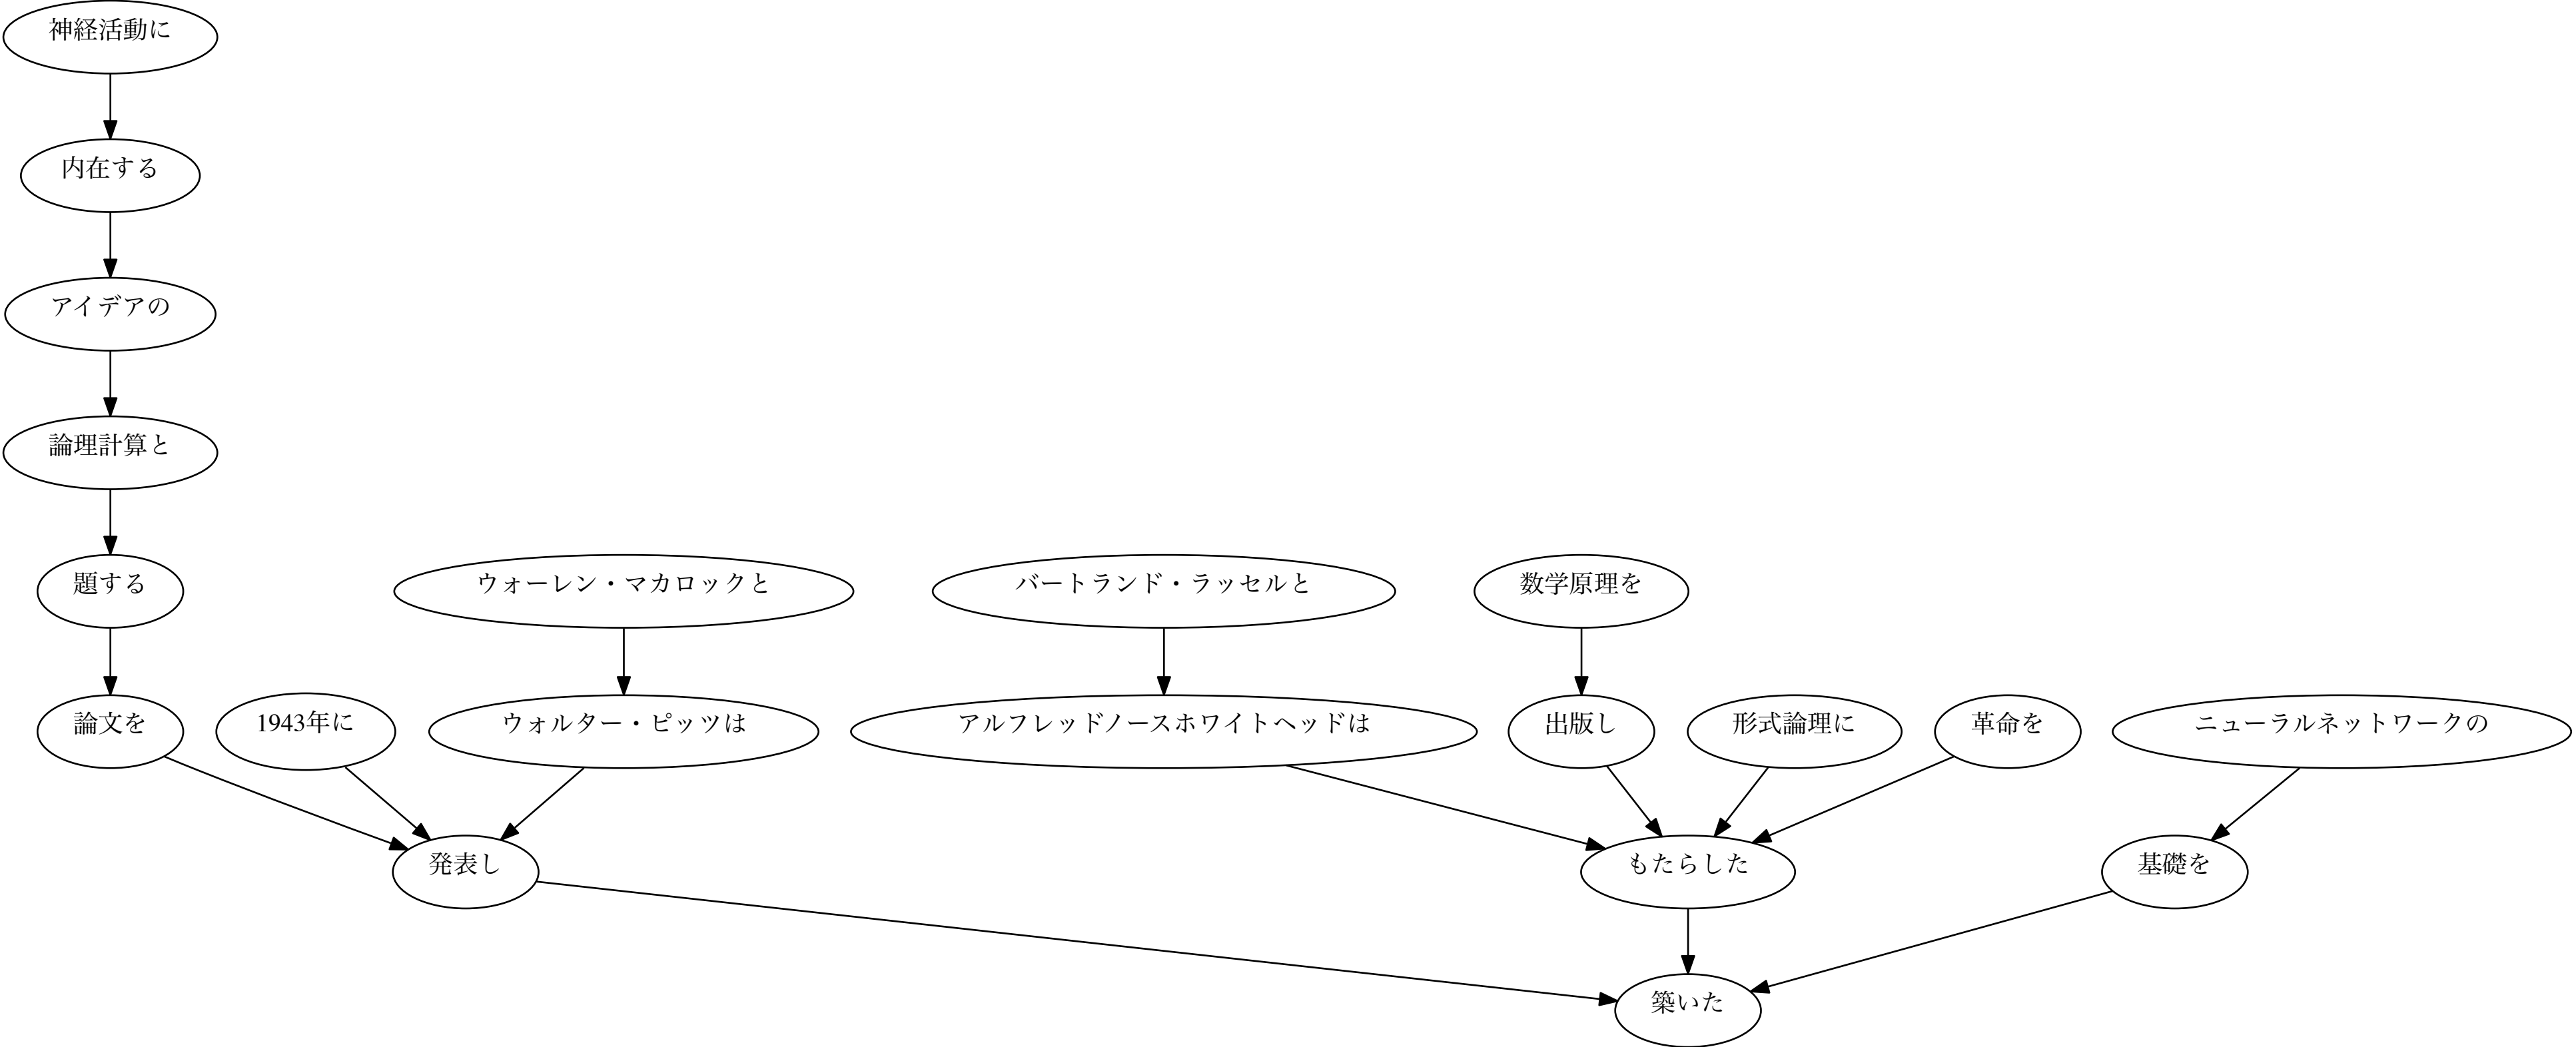 神経活動に
内在する
アイデアの
論理計算と
題する
ウォーレン・マカロックと
バートランド・ラッセルと
数学原理を
論文を
1943年に
ウォルター・ピッツは
アルフレッドノースホワイトヘッドは
出版し
形式論理に
革命を
ニューラルネットワークの
発表し
もたらした
基礎を
築いた